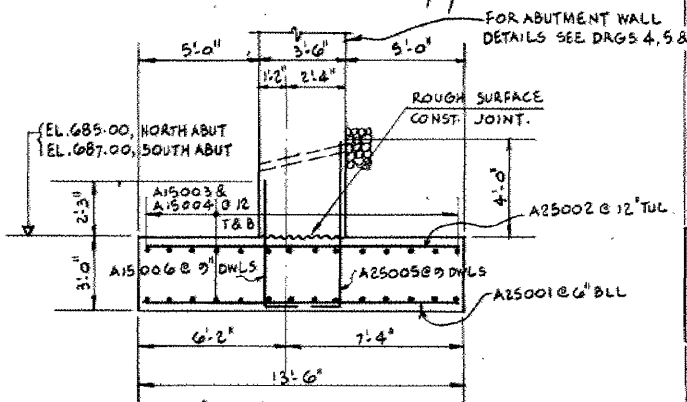 FOR ABUTMENT WALL
DETAILS SEE DRGS 4, 5 &
5'-0"
3'-6"
5'-0"
1'-2"
2'-4"
ROUGH SURFACE
CONST. JOINT.
EL. 685.00, NORTH ABUT
EL. 687.00, SOUTH ABUT
2'-3"
A15003 &
A15004 @ 12
T & B
4'-0"
A25002 @ 12" TUL
3'-0"
A15006 @ 9" DWLS
A25005 @ 9 DWLS
A25001 @ 6" BLL
6'-2"
7'-4"
13'-6"